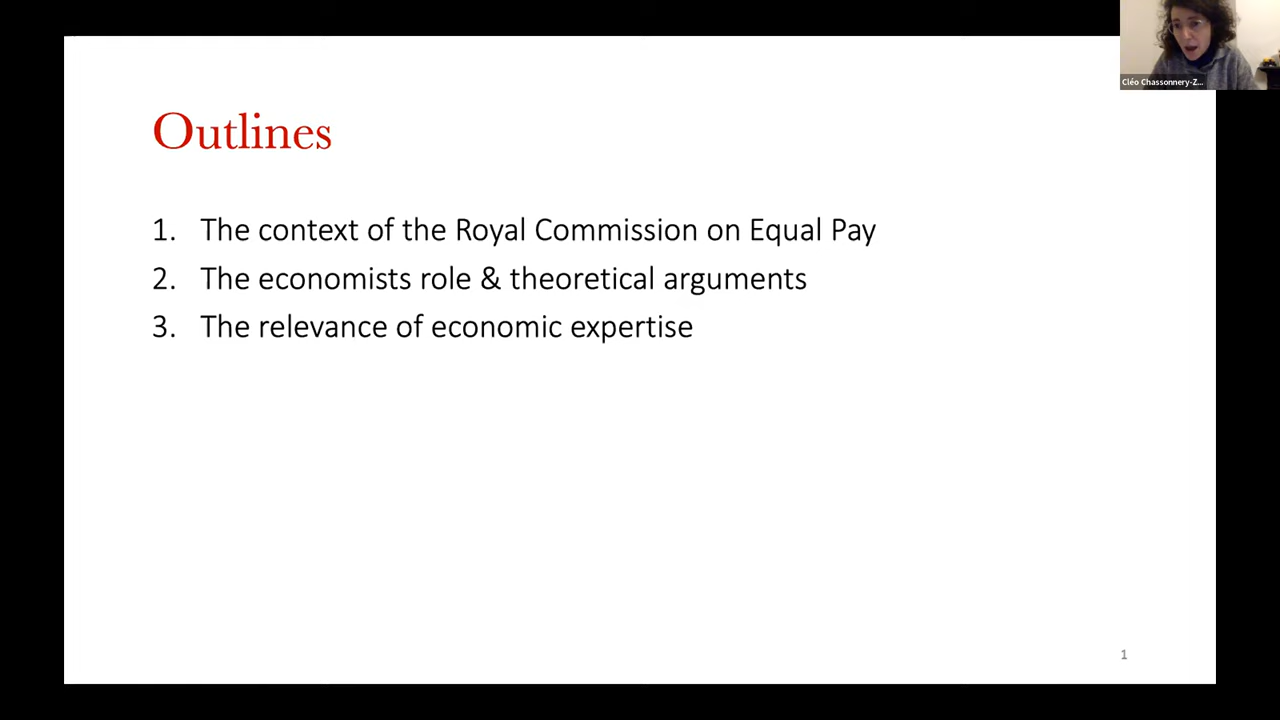 Cléo Chassonnery-Z...
Outlines
1. The context of the Royal Commission on Equal Pay
2. The economists role & theoretical arguments
3. The relevance of economic expertise
1